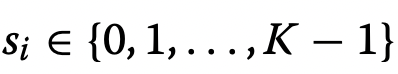 sᵢ ∈ {0, 1, . . . , K − 1}